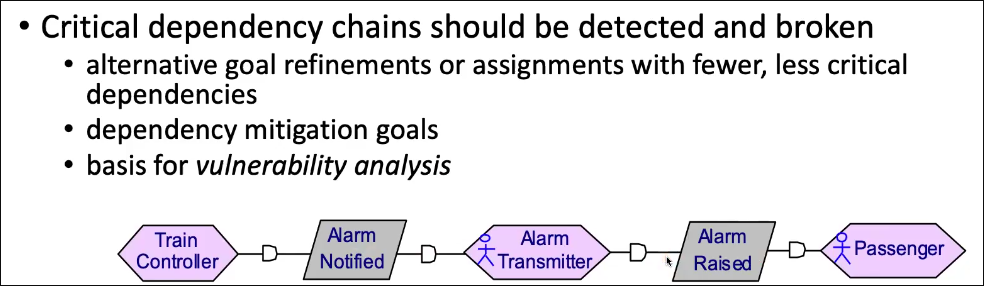 • Critical dependency chains should be detected and broken
• alternative goal refinements or assignments with fewer, less critical
dependencies
• dependency mitigation goals
• basis for vulnerability analysis
Train
Controller
Alarm
Notified
Alarm
Transmitter
Alarm
Raised
Passenger